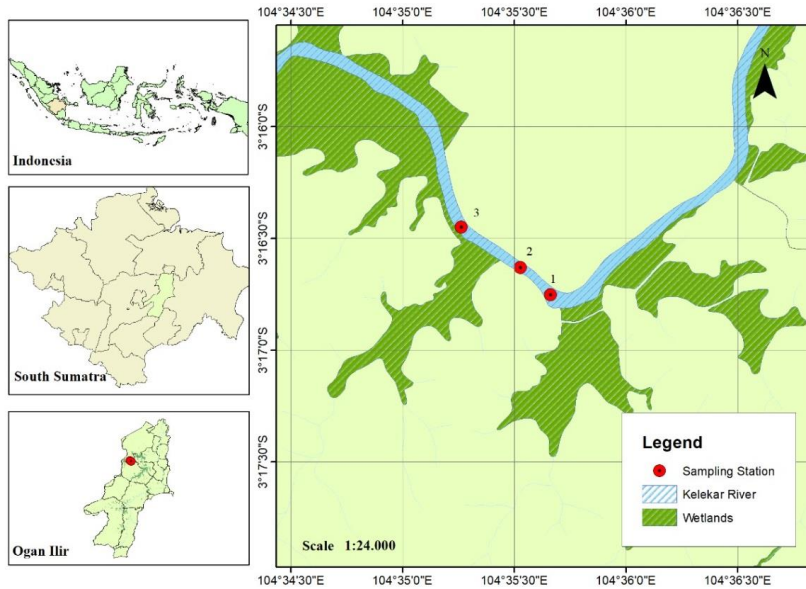 Indonesia
South Sumatra
Ogan Ilir
104°34'30"E 104°35'0"E 104°35'30"E 104°36'0"E 104°36'30"E
N
3°16'0"S
3
3°16'30"S
2
1
3°17'0"S
3°17'30"S
Legend
Sampling Station
Kelekar River
Wetlands
Scale 1:24.000
104°34'30"E 104°35'0"E 104°35'30"E 104°36'0"E 104°36'30"E